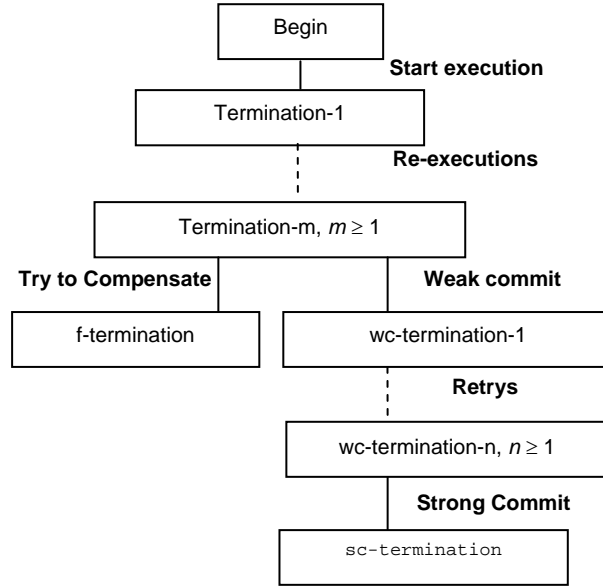 Begin
Start execution
Termination-1
Re-executions
Termination-m, m ≥ 1
Try to Compensate
Weak commit
f-termination
wc-termination-1
Retrys
wc-termination-n, n ≥ 1
Strong Commit
sc-termination